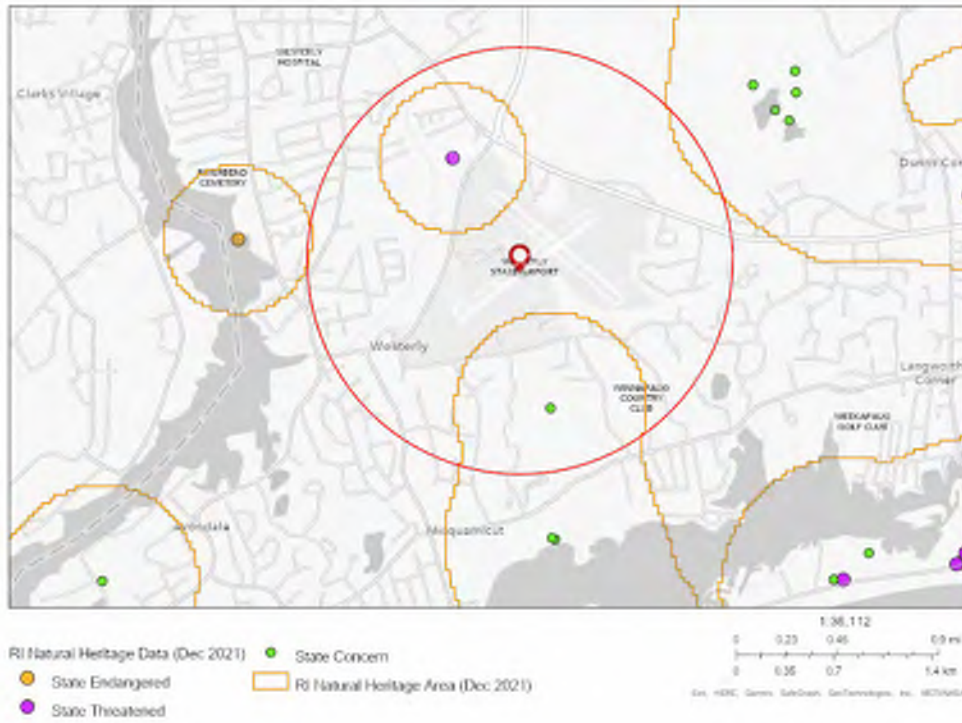 WESTERLY
HOSPITAL
Clarks Village
RIVERBEND
CEMETERY
STATE AIRPORT
Westerly
WINNAPAUG
COUNTRY
CLUB
Langworthy
Corner
WEEKAPAUG
GOLF CLUB
Avondale
Misquamicut
1:36,112
0 0.23 0.45 0.9 mi
0 0.35 0.7 1.4 km
RI Natural Heritage Data (Dec 2021)
State Endangered
State Threatened
State Concern
RI Natural Heritage Area (Dec 2021)